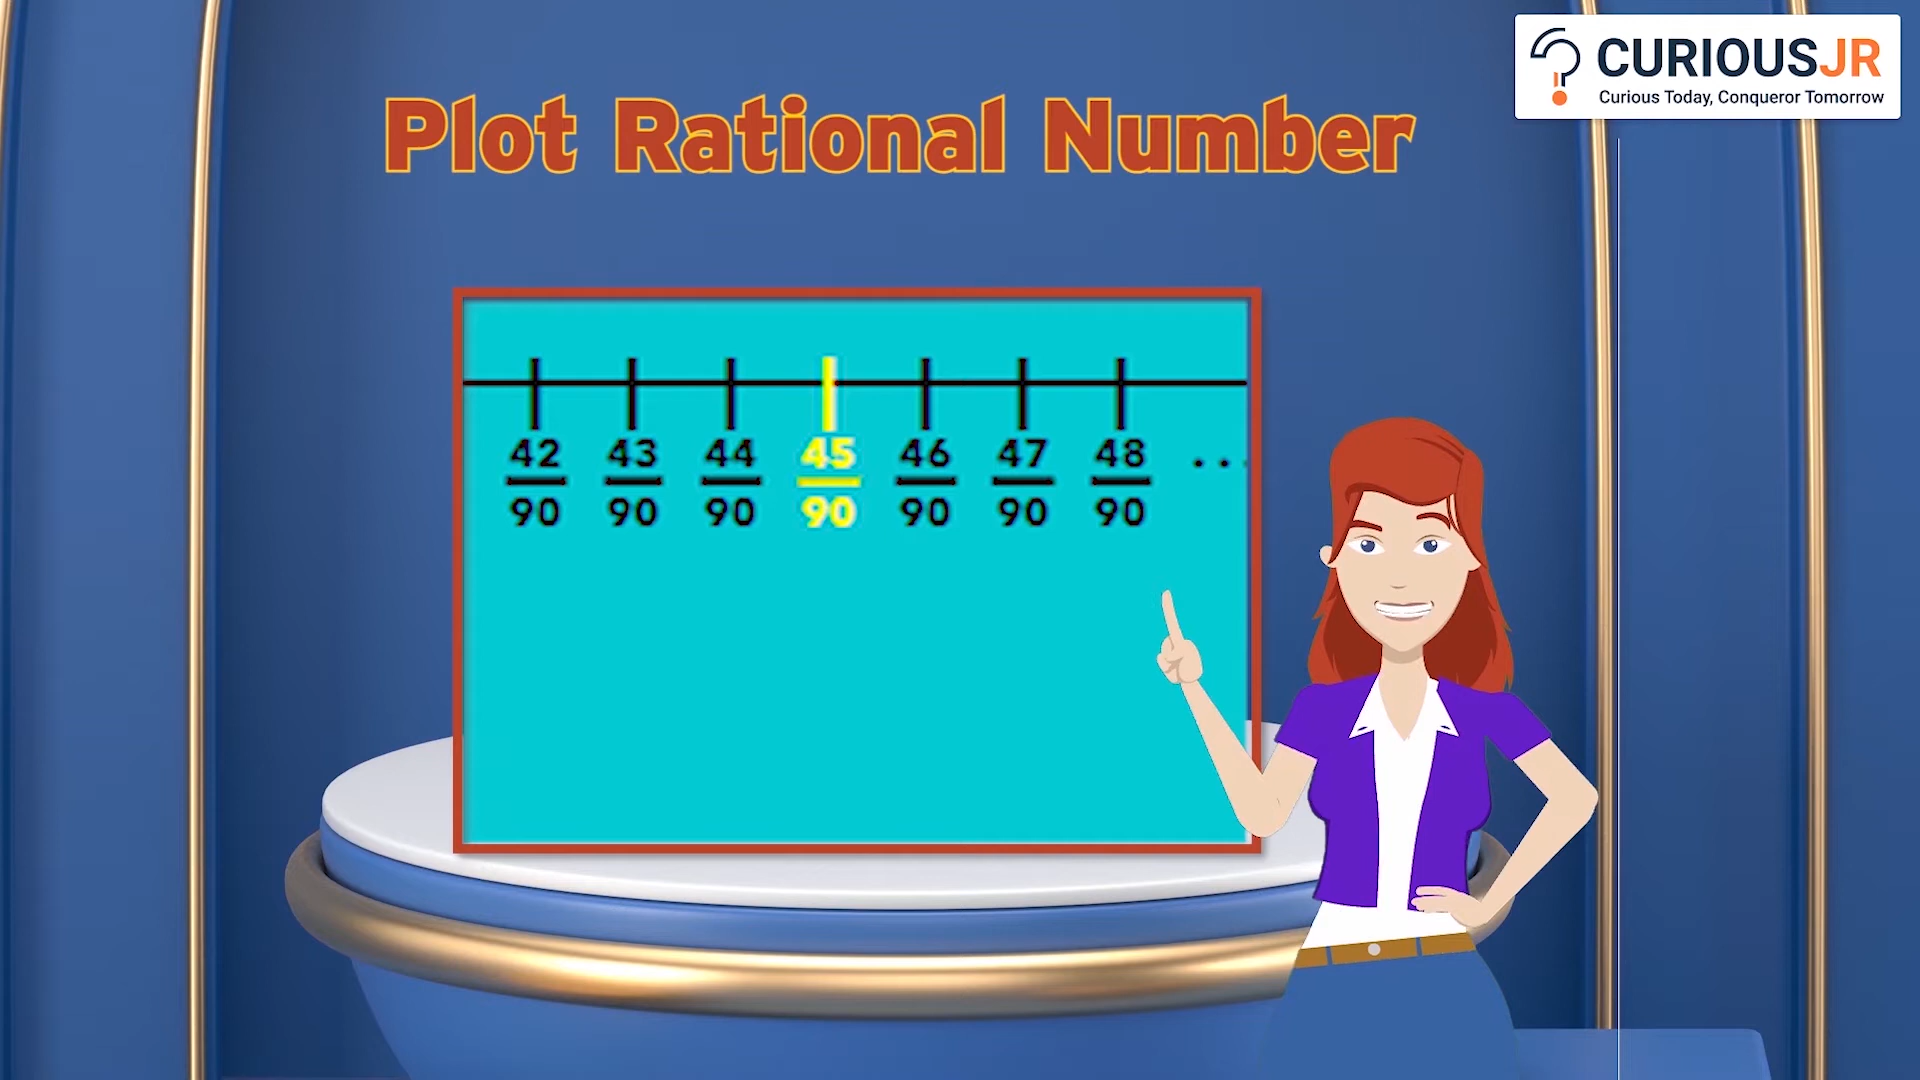 CURIOUSJR
Curious Today, Conqueror Tomorrow
Plot Rational Number
42 43 44 45 46 47 48 ...
90 90 90 90 90 90 90